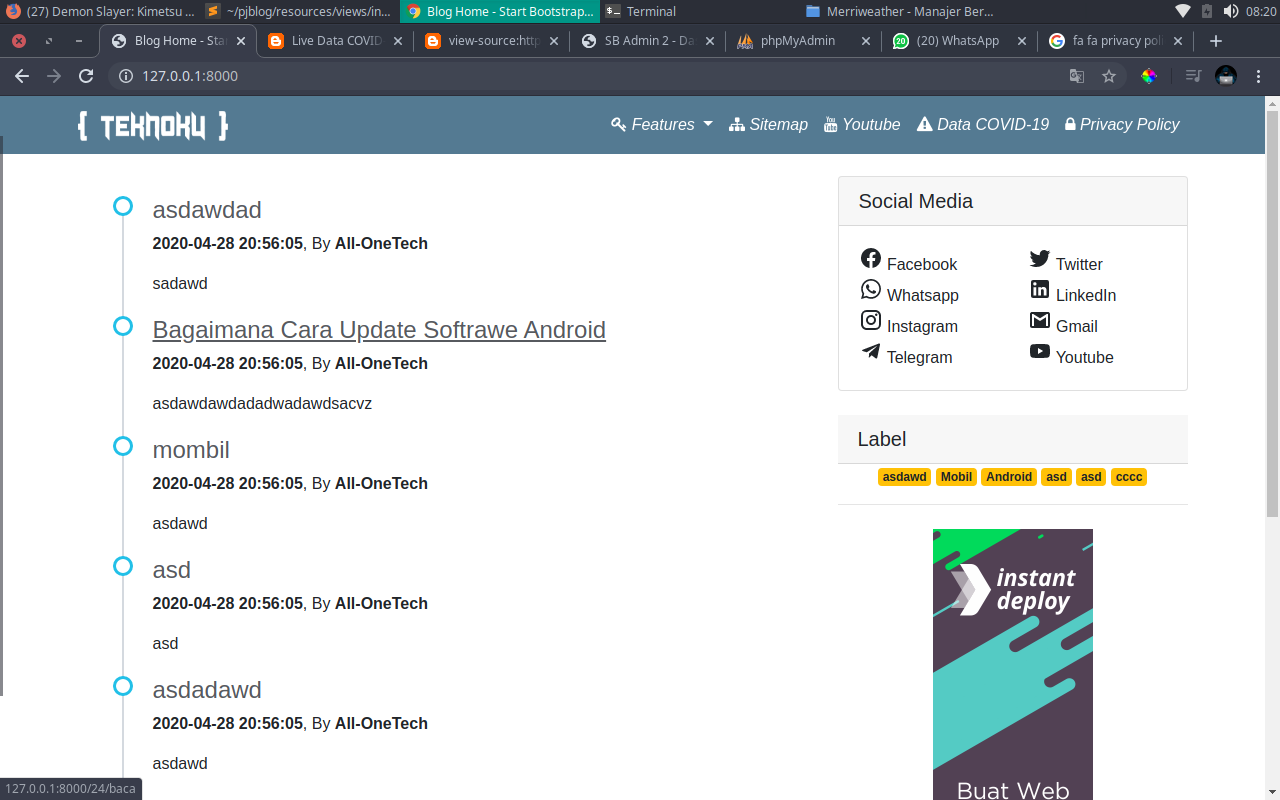 (27) Demon Slayer: Kimetsu ... ~/pjblog/resources/views/in... Blog Home - Start Bootstrap... Terminal Merriweather - Manajer Ber... 08:20
Blog Home - Sta Live Data COVID view-source:http SB Admin 2 - Da phpMyAdmin 20 (20) WhatsApp fa fa privacy poli
127.0.0.1:8000
{ TEKNOKU } Features Sitemap You Tube Youtube Data COVID-19 Privacy Policy
asdawdad
2020-04-28 20:56:05, By All-OneTech
sadawd
Bagaimana Cara Update Softrawe Android
2020-04-28 20:56:05, By All-OneTech
asdawdawdadadwadawdsacvz
mombil
2020-04-28 20:56:05, By All-OneTech
asdawd
asd
2020-04-28 20:56:05, By All-OneTech
asd
asdadawd
2020-04-28 20:56:05, By All-OneTech
asdawd
Social Media
Facebook Twitter
Whatsapp LinkedIn
Instagram Gmail
Telegram Youtube
Label
asdawd Mobil Android asd asd cccc
instant
deploy
Buat Web
127.0.0.1:8000/24/baca